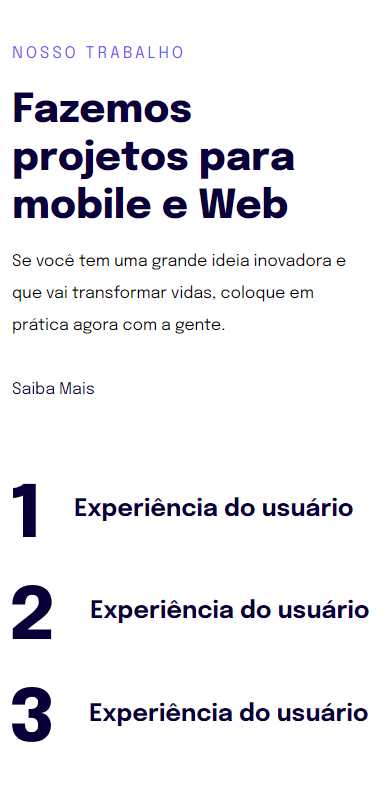 NOSSO TRABALHO
Fazemos
projetos para
mobile e Web
Se você tem uma grande ideia inovadora e
que vai transformar vidas, coloque em
prática agora com a gente.
Saiba Mais
1 Experiência do usuário
2 Experiência do usuário
3 Experiência do usuário